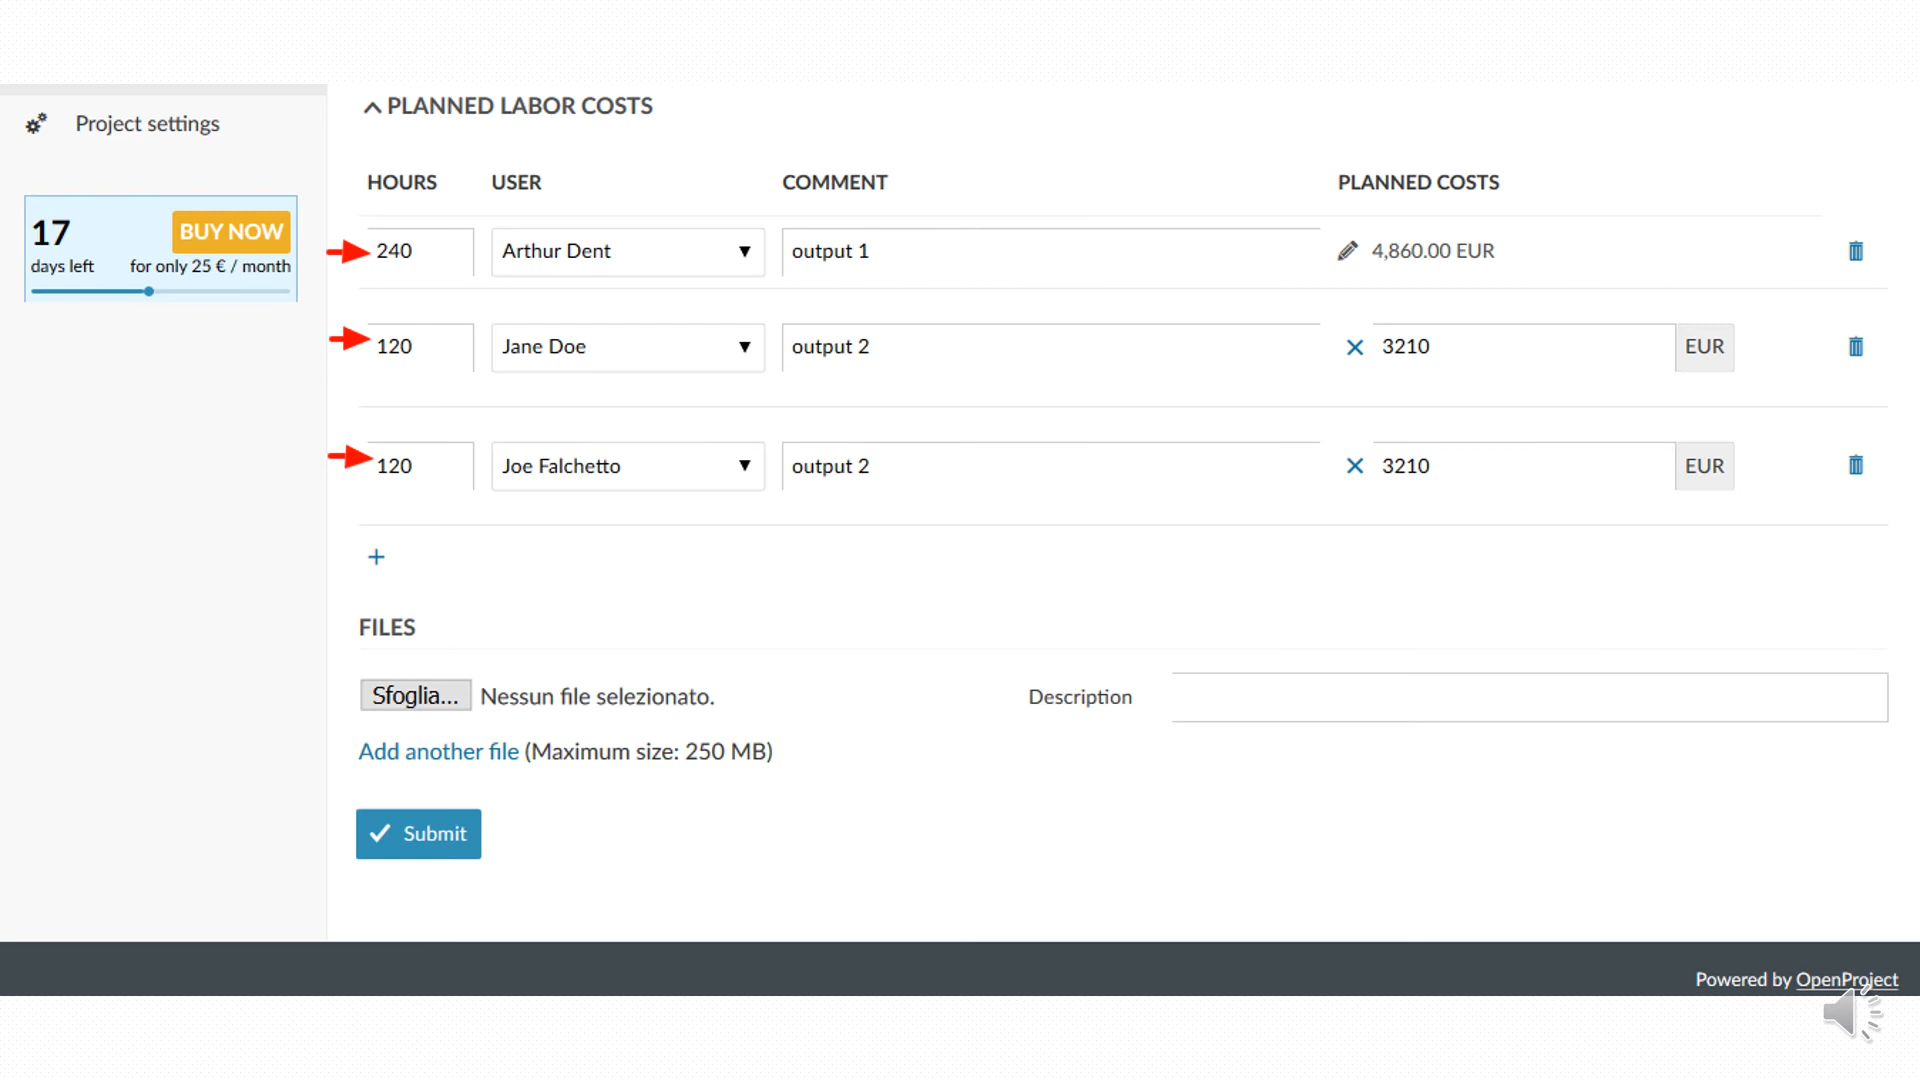 Project settings
17 BUY NOW
days left for only 25 € / month
PLANNED LABOR COSTS
HOURS USER COMMENT PLANNED COSTS
240 Arthur Dent output 1 4,860.00 EUR
120 Jane Doe output 2 3210 EUR
120 Joe Falchetto output 2 3210 EUR
+
FILES
Sfoglia... Nessun file selezionato. Description
Add another file (Maximum size: 250 MB)
Submit
Powered by OpenProject